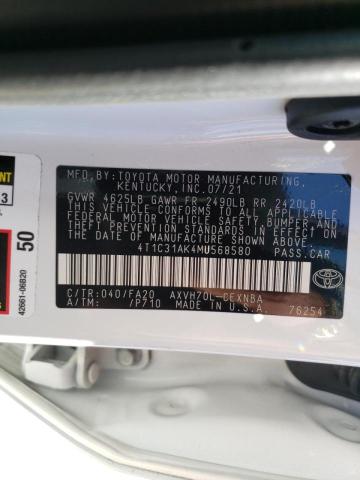 MFD.BY:TOYOTA MOTOR MANUFACTURING,
KENTUCKY,INC.07/21
GVWR 4625LB GAWR FR 2490LB RR 2420LB
THIS VEHICLE CONFORMS TO ALL APPLICABLE
FEDERAL MOTOR VEHICLE SAFETY, BUMPER, AND
THEFT PREVENTION STANDARDS IN EFFECT ON
THE DATE OF MANUFACTURE SHOWN ABOVE.
4T1C31AK4MU568580 PASS.CAR
C/TR:040/FA20 AXVH70L-CEXNBA
A/TM: /P710 MADE IN U.S.A. 76254
50
42661-06B20
3